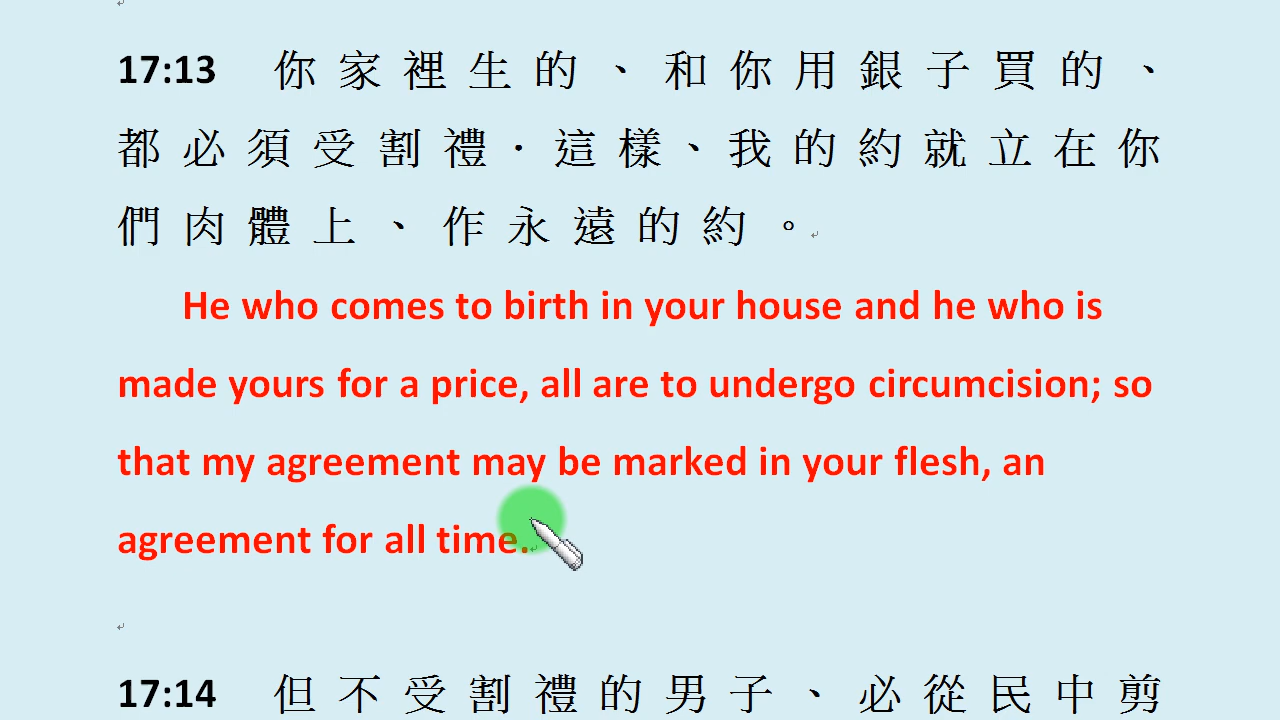 17:13 你家裡生的、和你用銀子買的、
都必須受割禮．這樣、我的約就立在你
們肉體上、作永遠的約。
He who comes to birth in your house and he who is
made yours for a price, all are to undergo circumcision; so
that my agreement may be marked in your flesh, an
agreement for all time.
17:14 但不受割禮的男子、必從民中剪